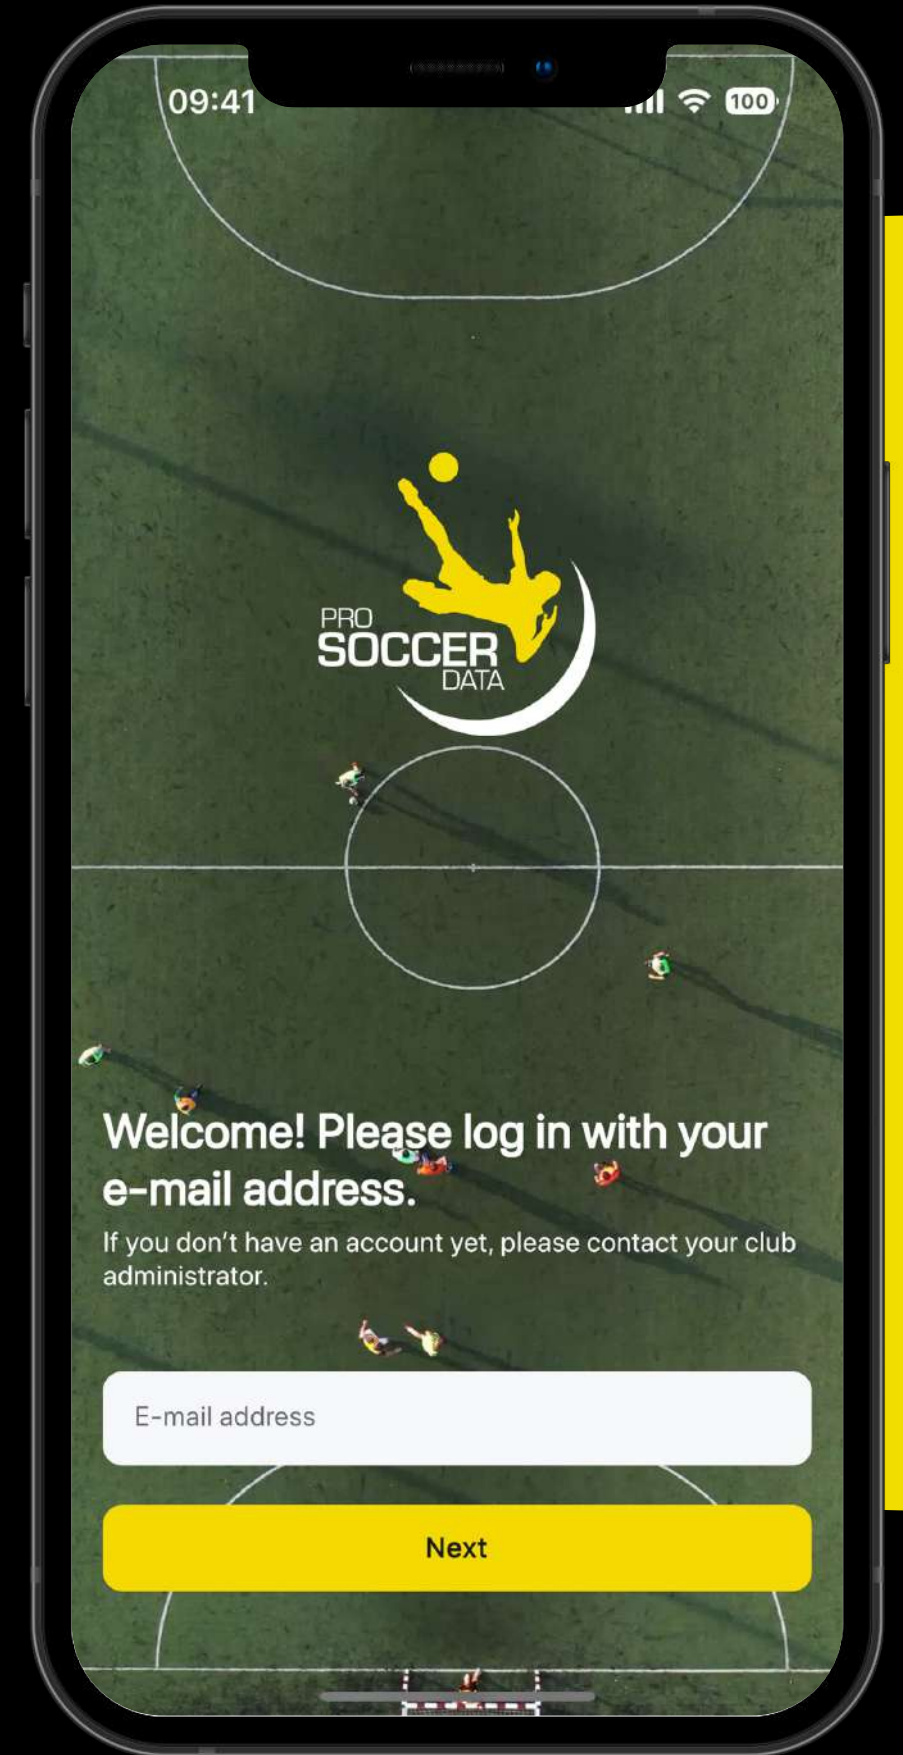 09:41
100
PRO
SOCCER
DATA
Welcome! Please log in with your
e-mail address.
If you don't have an account yet, please contact your club
administrator.
E-mail address
Next